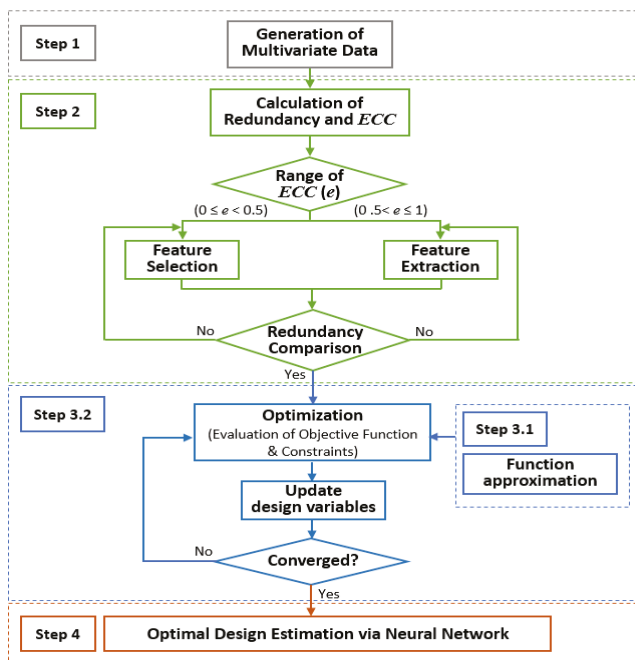 Step 1
Generation of
Multivariate Data
Step 2
Calculation of
Redundancy and ECC
Range of
ECC (e)
(0 ≤ e < 0.5)
(0 .5< e ≤ 1)
Feature
Selection
Feature
Extraction
No
Redundancy
Comparison
No
Yes
Step 3.2
Optimization
(Evaluation of Objective Function
& Constraints)
Step 3.1
Function
approximation
Update
design variables
No
Converged?
Yes
Step 4
Optimal Design Estimation via Neural Network